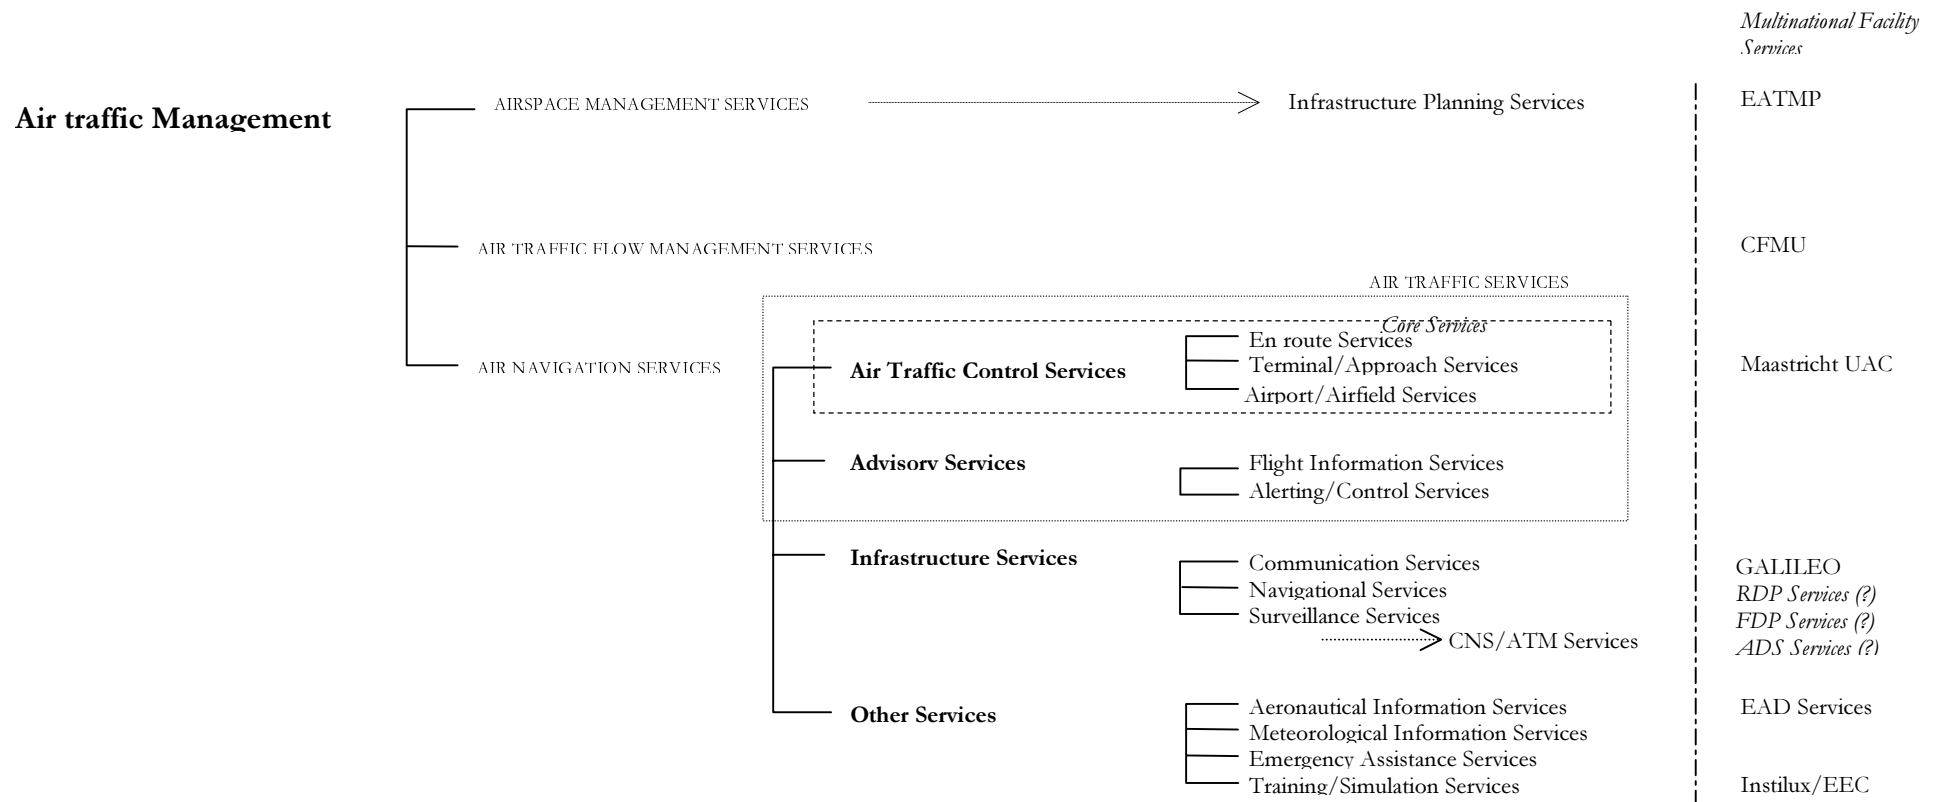 Multinational Facility
Services
Air traffic Management
AIRSPACE MANAGEMENT SERVICES
Infrastructure Planning Services
EATMP
AIR TRAFFIC FLOW MANAGEMENT SERVICES
CFMU
AIR TRAFFIC SERVICES
Core Services
AIR NAVIGATION SERVICES
Air Traffic Control Services
En route Services
Terminal/Approach Services
Airport/Airfield Services
Maastricht UAC
Advisory Services
Flight Information Services
Alerting/Control Services
Infrastructure Services
Communication Services
Navigational Services
Surveillance Services
CNS/ATM Services
GALILEO
RDP Services (?)
FDP Services (?)
ADS Services (?)
Other Services
Aeronautical Information Services
Meteorological Information Services
Emergency Assistance Services
Training/Simulation Services
EAD Services
Instilux/EEC